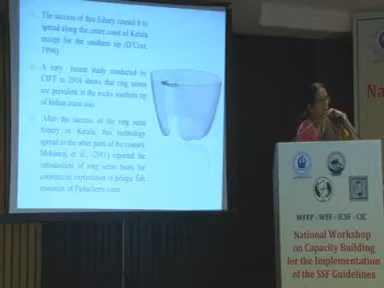 The success of this fishery caused it to
spread along the entire coast of Kerala
except for the southern tip (D'Cruz,
1998)
A very recent study conducted by
CIFT in 2014 shows that ring seines
are prevalent in the rocky southern tip
of Indian coast also.
After the success of the ring seine
fishery in Kerala, this technology
spread to the other parts of the country.
et al., (2001) reported the
introduction of ring seine boats for
commercial exploitation of pelagic fish
resources of Puducherry coast
WFFP - WFF - ICSF - CIC
National Workshop
on Capacity Building
for the Implementation
of the SSF Guidelines